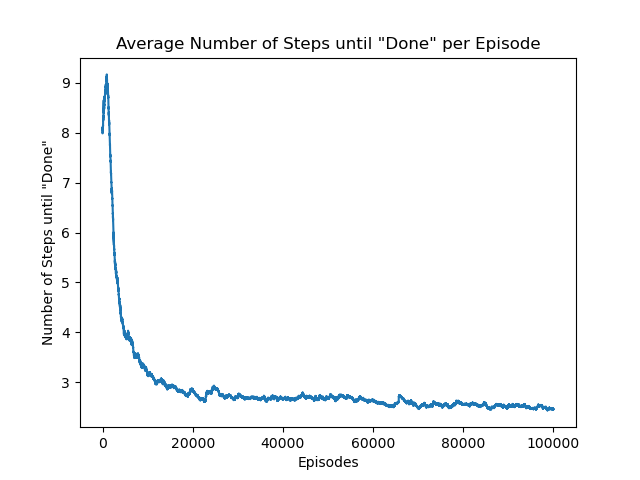 Average Number of Steps until "Done" per Episode
9
8
7
6
5
4
3
Number of Steps until "Done"
0 20000 40000 60000 80000 100000
Episodes